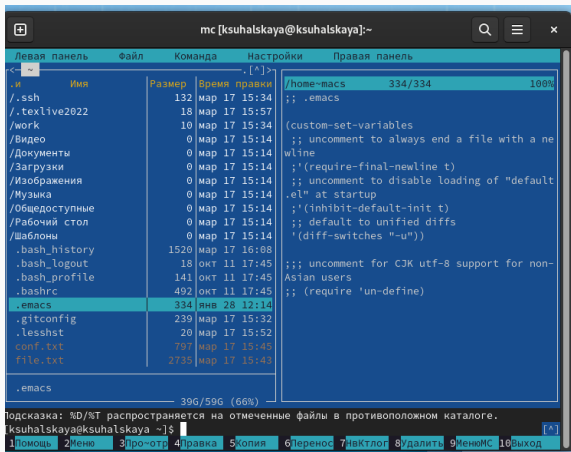 mc [ksuhalskaya@ksuhalskaya]:~
Левая панель Файл Команда Настройки Правая панель
<- ~ .[^]>
.и Имя Размер Время правки
/.ssh 132 мар 17 15:34
/.texlive2022 18 мар 17 15:57
/work 10 мар 17 15:34
/Видео 0 мар 17 15:14
/Документы 0 мар 17 15:14
/Загрузки 0 мар 17 15:14
/Изображения 0 мар 17 15:14
/Музыка 0 мар 17 15:14
/Общедоступные 0 мар 17 15:14
/Рабочий стол 0 мар 17 15:14
/Шаблоны 0 мар 17 15:14
.bash_history 1520 мар 17 16:08
.bash_logout 18 окт 11 17:45
.bash_profile 141 окт 11 17:45
.bashrc 492 окт 11 17:45
.emacs 334 янв 28 12:14
.gitconfig 239 мар 17 15:32
.lesshst 20 мар 17 15:52
conf.txt 797 мар 17 15:45
file.txt 2735 мар 17 15:43
.emacs
39G/59G (66%)
/home~macs 334/334 100%
;; .emacs
(custom-set-variables
;; uncomment to always end a file with a ne
wline
;'(require-final-newline t)
;; uncomment to disable loading of "default
.el" at startup
;'(inhibit-default-init t)
;; default to unified diffs
'(diff-switches "-u"))
;;; uncomment for CJK utf-8 support for non-
Asian users
;; (require 'un-define)
Подсказка: %D/%T распространяется на отмеченные файлы в противоположном каталоге.
[ksuhalskaya@ksuhalskaya ~]$ [^]
1Помощь 2Меню 3Про~отр 4Правка 5Копия 6Перенос 7НвКтлог 8Удалить 9МенюMC 10Выход